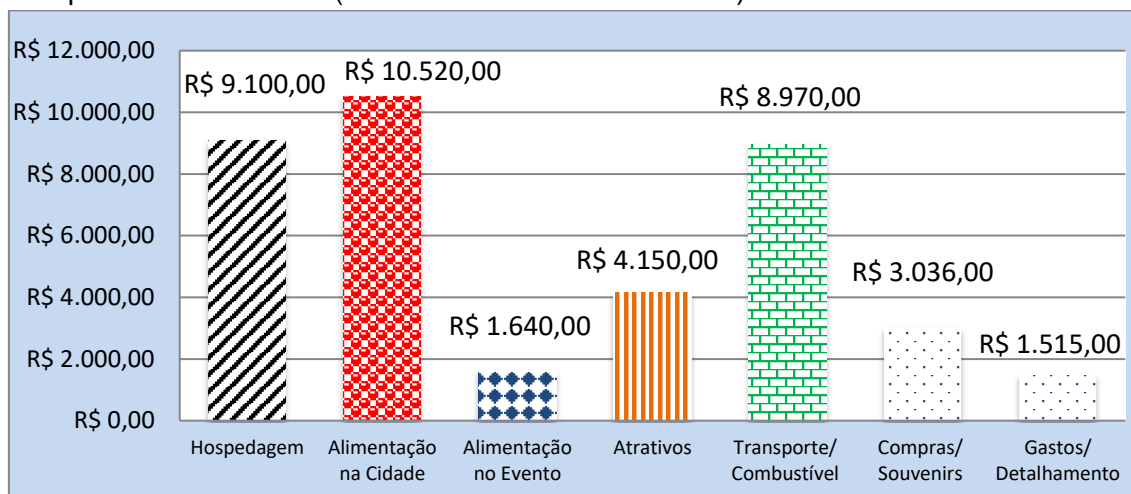 R$ 12.000,00
R$ 10.000,00
R$ 8.000,00
R$ 6.000,00
R$ 4.000,00
R$ 2.000,00
R$ 0,00
R$ 9.100,00
R$ 10.520,00
R$ 1.640,00
R$ 4.150,00
R$ 8.970,00
R$ 3.036,00
R$ 1.515,00
Hospedagem
Alimentação
na Cidade
Alimentação
no Evento
Atrativos
Transporte/
Combustível
Compras/
Souvenirs
Gastos/
Detalhamento